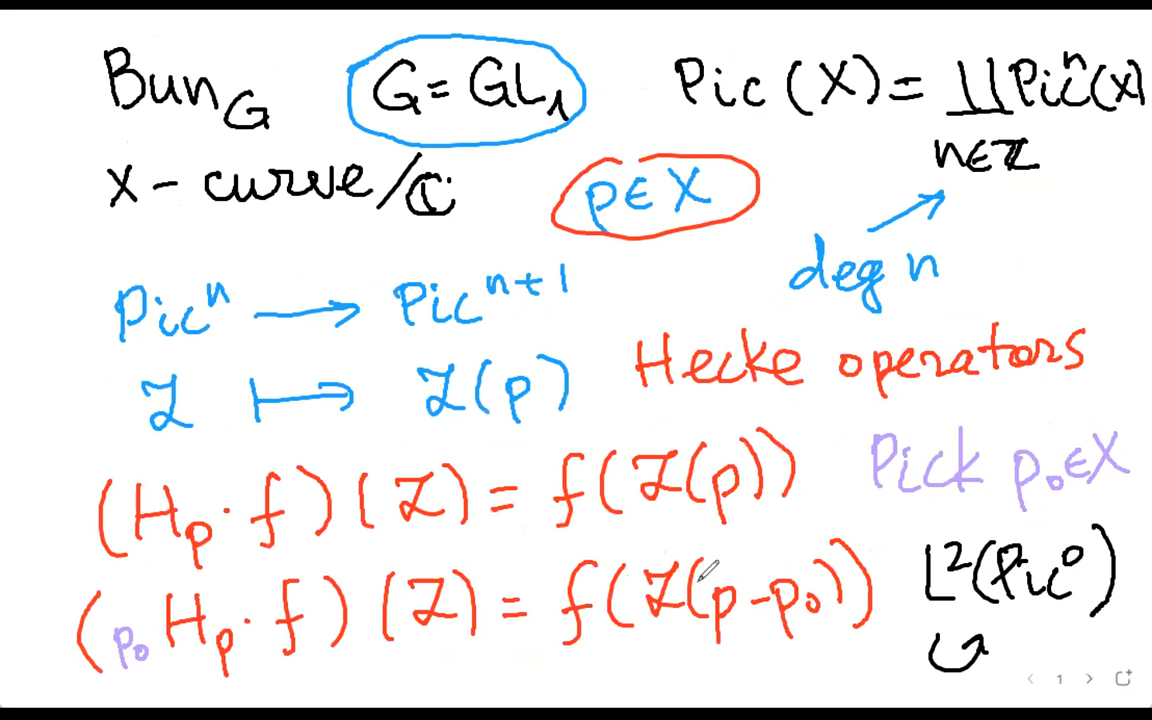 Bun_G G = GL_1 Pic (X) = ∐ Pic^n(X)
n∈ℤ
X - curve/ℂ p ∈ X
deg n
Pic^n → Pic^{n+1}
ℒ ↦ ℒ(p) Hecke operators
(H_p · f)(ℒ) = f(ℒ(p)) Pick p_0 ∈ X
(_{p_0}H_p · f)(ℒ) = f(ℒ(p-p_0)) L^2(Pic^0)
1